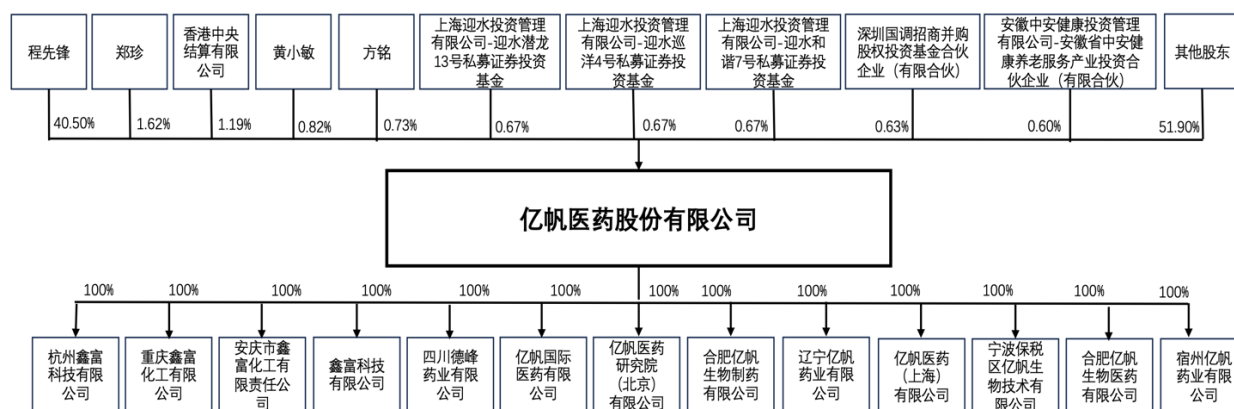 程先锋
郑珍
香港中央
结算有限
公司
黄小敏
方铭
上海迎水投资管理
有限公司-迎水潜龙
13号私募证券投资
基金
上海迎水投资管理
有限公司-迎水巡
洋4号私募证券投
资基金
上海迎水投资管理
有限公司-迎水和
谐7号私募证券投
资基金
深圳国调招商并购
股权投资基金合伙
企业（有限合伙）
安徽中安健康投资管理
有限公司-安徽省中安健
康养老服务产业投资合
伙企业（有限合伙）
其他股东
40.50%
1.62%
1.19%
0.82%
0.73%
0.67%
0.67%
0.67%
0.63%
0.60%
51.90%
亿帆医药股份有限公司
100%
100%
100%
100%
100%
100%
100%
100%
100%
100%
100%
100%
100%
杭州鑫富
科技有限
公司
重庆鑫富
化工有限
公司
安庆市鑫
富化工有
限责任公
司
鑫富科技
有限公司
四川德峰
药业有限
公司
亿帆国际
医药有限
公司
亿帆医药
研究院
（北京）
有限公司
合肥亿帆
生物制药
有限公司
辽宁亿帆
药业有限
公司
亿帆医药
（上海）
有限公司
宁波保税
区亿帆生
物技术有
限公司
合肥亿帆
生物医药
有限公司
宿州亿帆
药业有限
公司